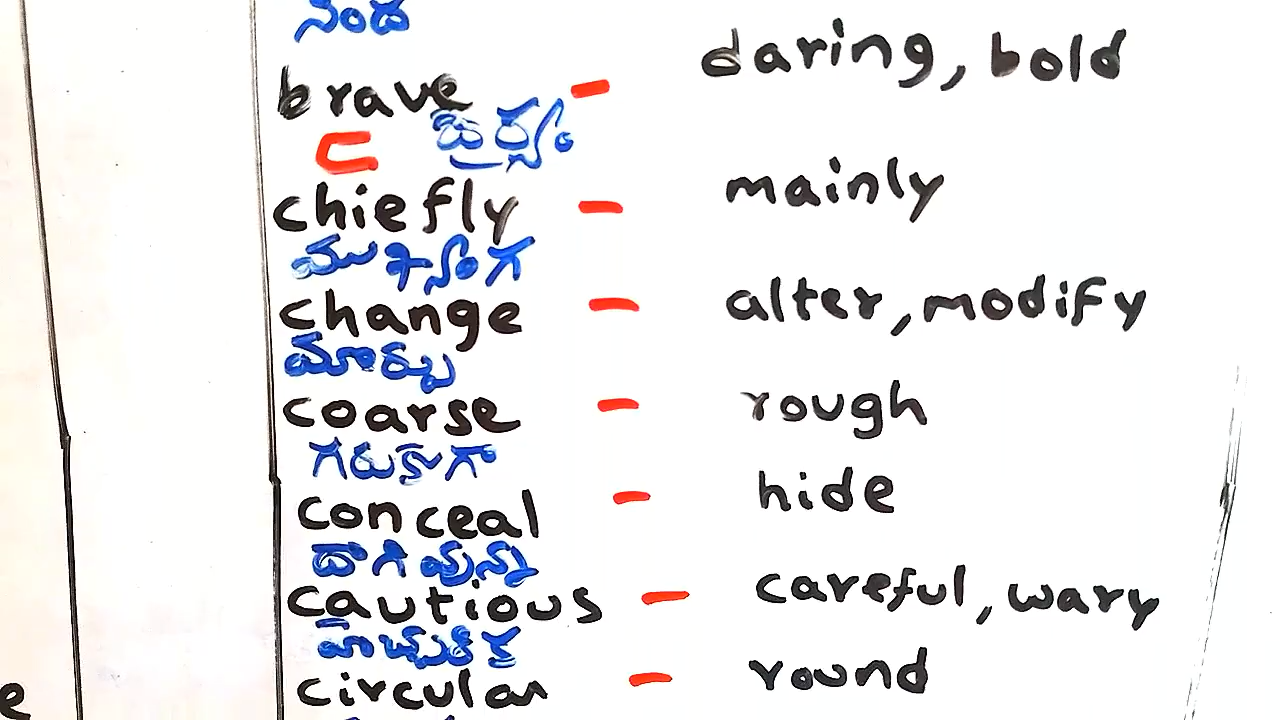 నింద
brave - daring, bold
ధైర్యం
C
chiefly - mainly
change - alter, modify
మార్పు
coarse - rough
గరుకుగా
conceal - hide
దాగి వున్న
cautious - careful, wary
circular - round
e